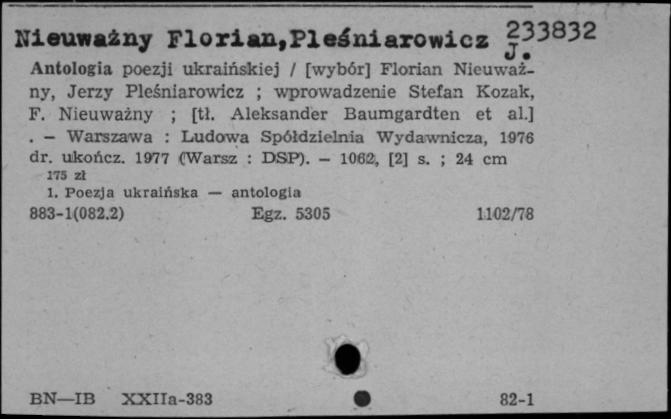 Nieuważny Florian,Pleśniarowicz J. 233832
Antologia poezji ukraińskiej / [wybór] Florian Nieuważ-
ny, Jerzy Pleśniarowicz ; wprowadzenie Stefan Kozak,
F. Nieuważny ; [tł. Aleksander Baumgardten et al.]
. — Warszawa : Ludowa Spółdzielnia Wydawnicza, 1976
dr. ukończ. 1977 (Warsz : DSP). — 1062, [2] s. ; 24 cm
175 zł
1. Poezja ukraińska — antologia
883-1(082.2) Egz. 5305 1102/78
BN—IB XXIIa-383 82-1